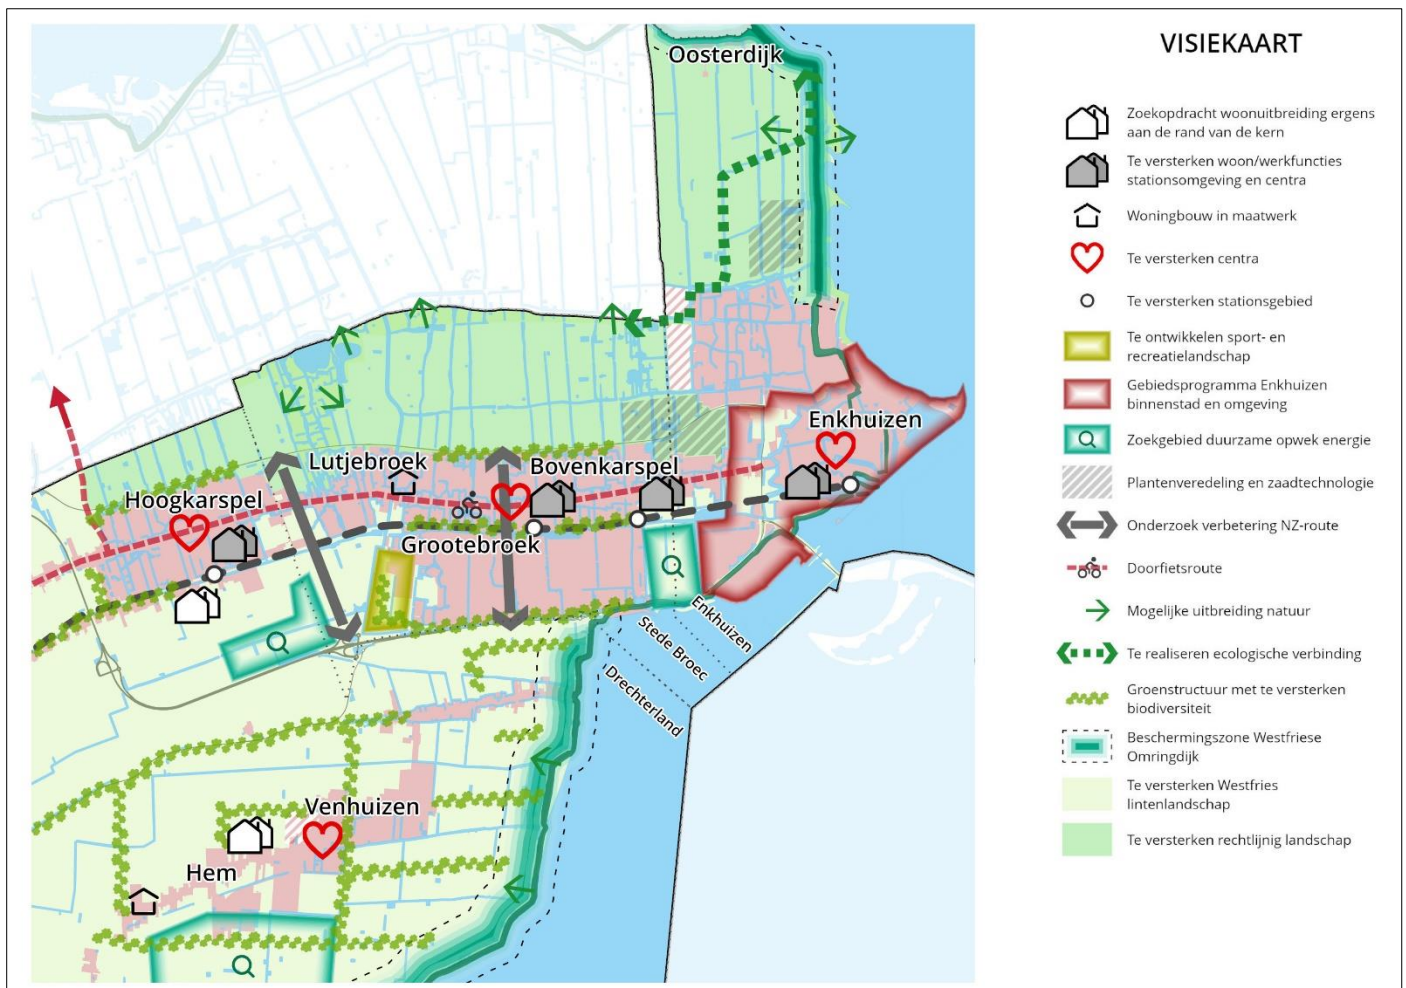 VISIEKAART
Oosterdijk
Enkhuizen
Lutjebroek
Bovenkarspel
Hoogkarspel
Grootebroek
Enkhuizen
Stede Broec
Drechterland
Venhuizen
Hem
Zoekopdracht woonuitbreiding ergens
aan de rand van de kern
Te versterken woon/werkfuncties
stationsomgeving en centra
Woningbouw in maatwerk
Te versterken centra
Te versterken stationsgebied
Te ontwikkelen sport- en
recreatielandschap
Gebiedsprogramma Enkhuizen
binnenstad en omgeving
Zoekgebied duurzame opwek energie
Plantenveredeling en zaadtechnologie
Onderzoek verbetering NZ-route
Doorfietsroute
Mogelijke uitbreiding natuur
Te realiseren ecologische verbinding
Groenstructuur met te versterken
biodiversiteit
Beschermingszone Westfriese
Omringdijk
Te versterken Westfries
lintenlandschap
Te versterken rechtlijnig landschap